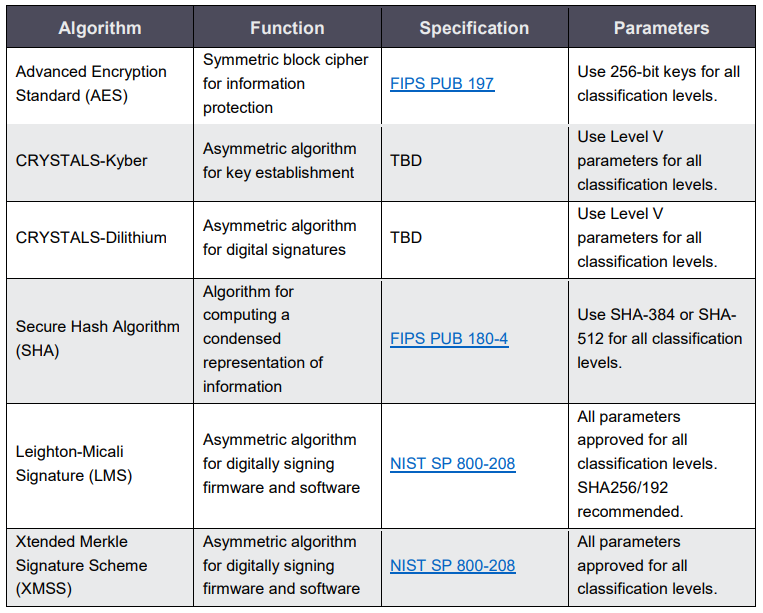 Algorithm Function Specification Parameters
Advanced Encryption
Standard (AES)
Symmetric block cipher
for information
protection
FIPS PUB 197
Use 256-bit keys for all
classification levels.
CRYSTALS-Kyber
Asymmetric algorithm
for key establishment
TBD
Use Level V
parameters for all
classification levels.
CRYSTALS-Dilithium
Asymmetric algorithm
for digital signatures
TBD
Use Level V
parameters for all
classification levels.
Secure Hash Algorithm
(SHA)
Algorithm for
computing a
condensed
representation of
information
FIPS PUB 180-4
Use SHA-384 or SHA-
512 for all classification
levels.
Leighton-Micali
Signature (LMS)
Asymmetric algorithm
for digitally signing
firmware and software
NIST SP 800-208
All parameters
approved for all
classification levels.
SHA256/192
recommended.
Xtended Merkle
Signature Scheme
(XMSS)
Asymmetric algorithm
for digitally signing
firmware and software
NIST SP 800-208
All parameters
approved for all
classification levels.